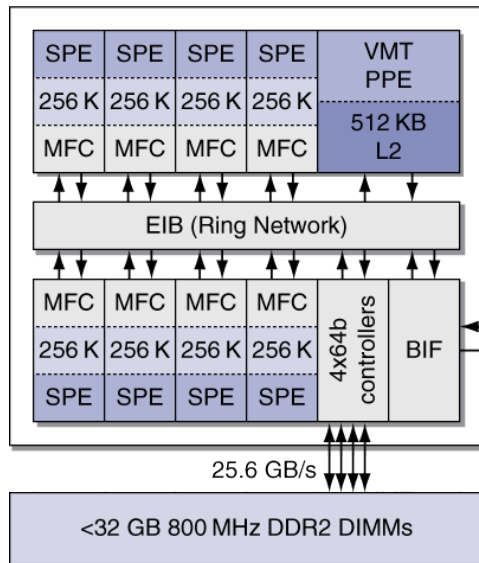 SPE SPE SPE SPE VMT
PPE
256 K 256 K 256 K 256 K
512 KB
MFC MFC MFC MFC L2
EIB (Ring Network)
MFC MFC MFC MFC 4x64b controllers BIF
256 K 256 K 256 K 256 K
SPE SPE SPE SPE
25.6 GB/s
<32 GB 800 MHz DDR2 DIMMs